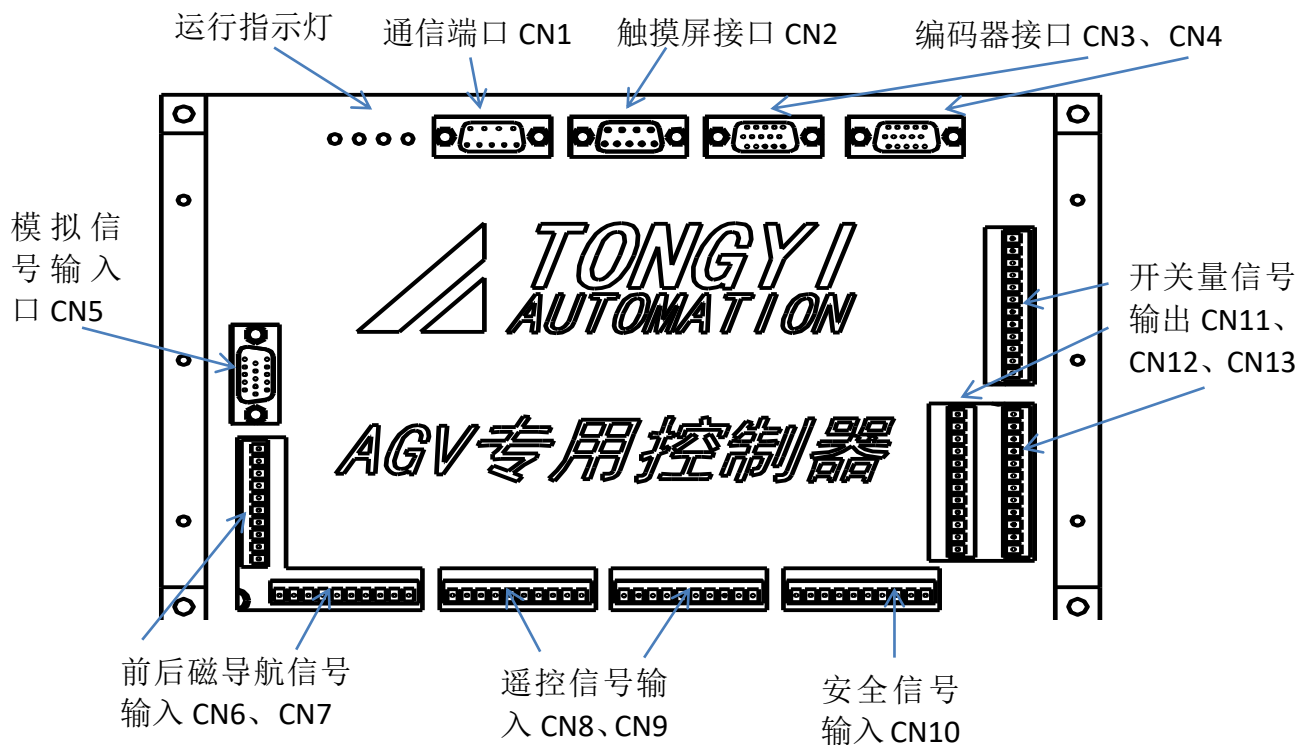 运行指示灯
通信端口 CN1
触摸屏接口 CN2
编码器接口 CN3、CN4
模拟信
号输入
口 CN5
TONGYI
AUTOMATION
开关量信号
输出 CN11、
CN12、CN13
AGV专用控制器
前后磁导航信号
输入 CN6、CN7
遥控信号输
入 CN8、CN9
安全信号
输入 CN10